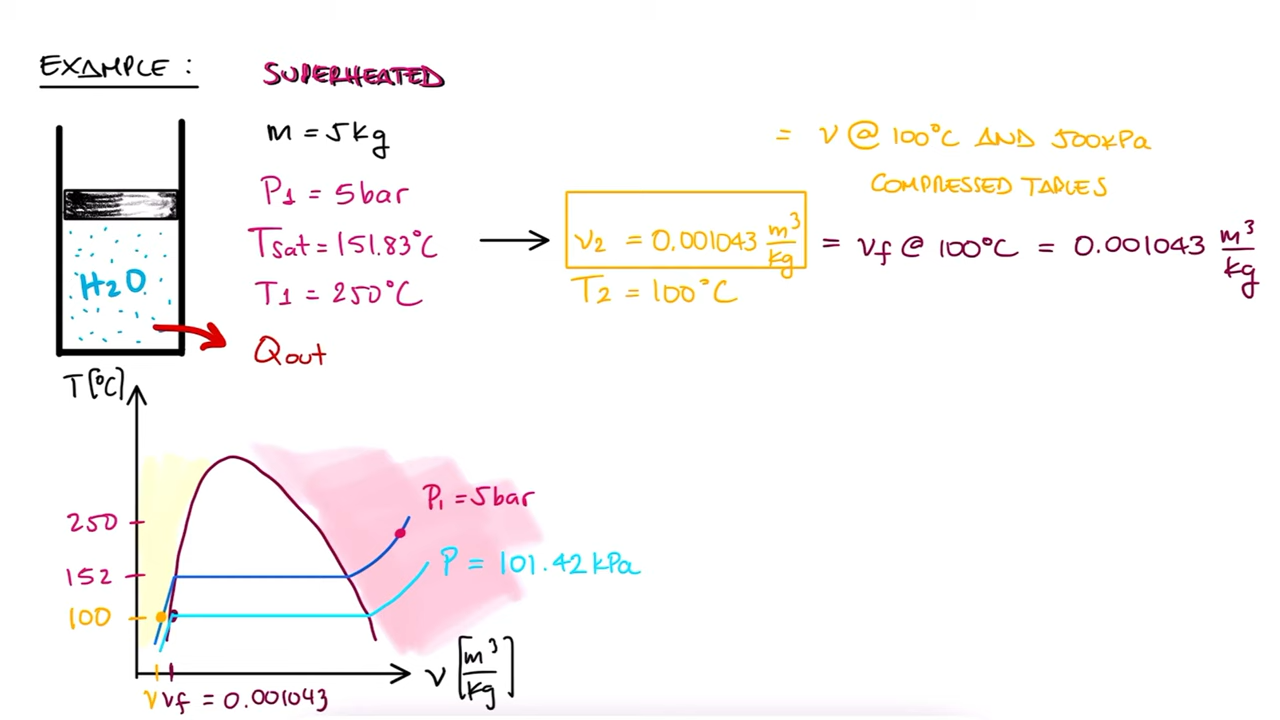 EXAMPLE :
SUPERHEATED
m = 5kg
P1 = 5bar
Tsat = 151.83°C
T1 = 250°C
Qout
H2O
= v @ 100°C AND 500kPa
COMPRESSED TABLES
v2 = 0.001043 m³/kg = vf @ 100°C = 0.001043 m³/kg
T2 = 100°C
T [°C]
250
152
100
P1 = 5bar
P = 101.42 kPa
v [m³/kg]
v vf = 0.001043